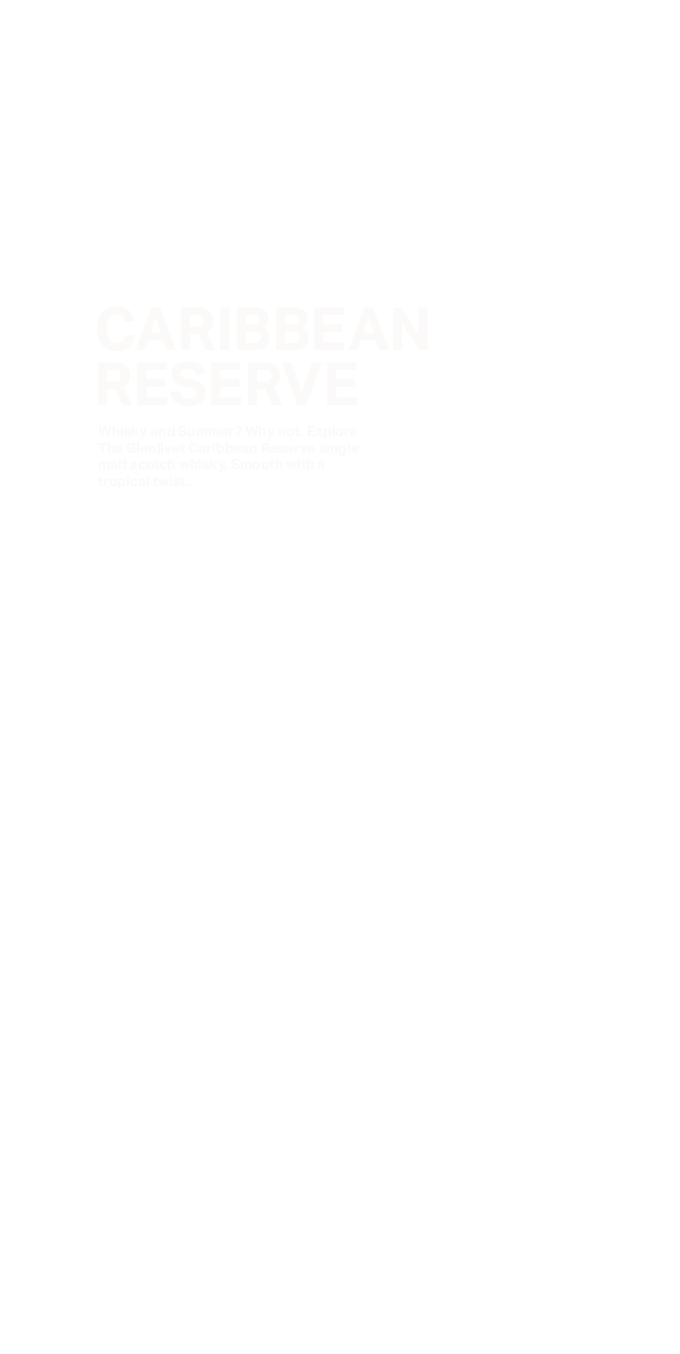 CARIBBEAN
RESERVE
Whisky and Summer? Why not. Explore
The Glenlivet Caribbean Reserve single
malt scotch whisky. Smooth with a
tropical twist.